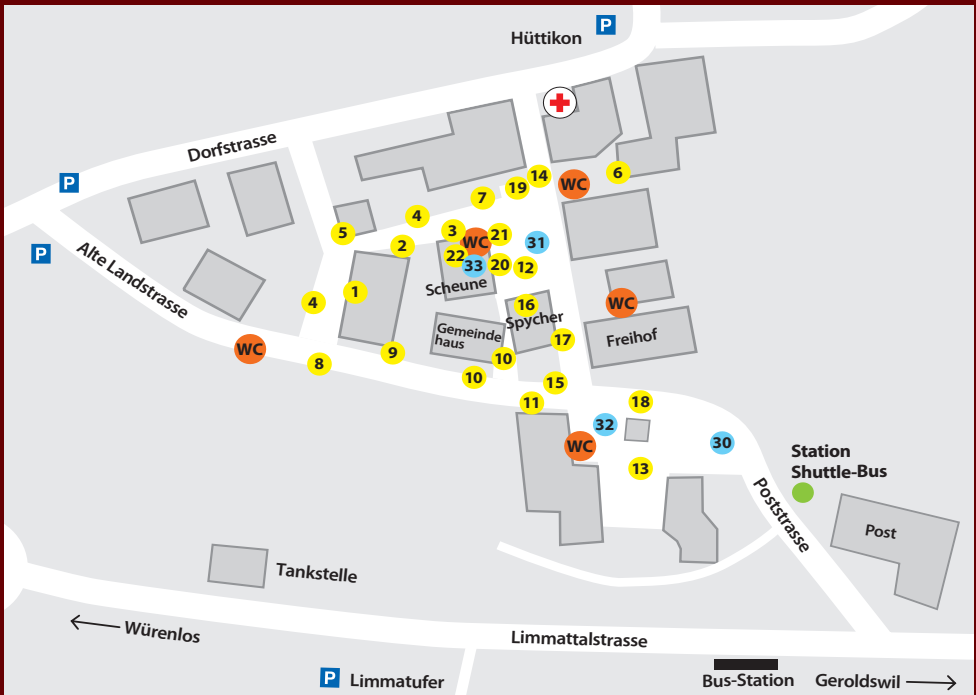 Hüttikon
P
Dorfstrasse
P
P
Alte Landstrasse
14
WC
6
19
7
4
5
2
3
21
WC
31
22
33
20
12
Scheune
1
4
16
Spycher
WC
17
Freihof
Gemeinde
haus
10
WC
8
9
10
15
11
18
32
WC
30
13
Station
Shuttle-Bus
Poststrasse
Post
Tankstelle
Würenlos
Limmattalstrasse
P Limmatufer
Bus-Station
Geroldswil